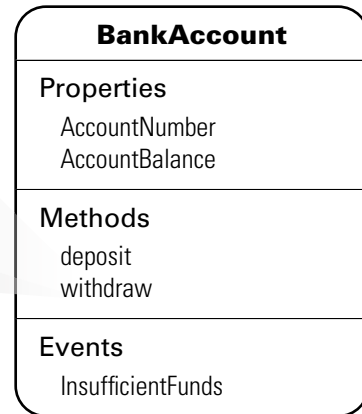 BankAccount
Properties
AccountNumber
AccountBalance
Methods
deposit
withdraw
Events
InsufficientFunds